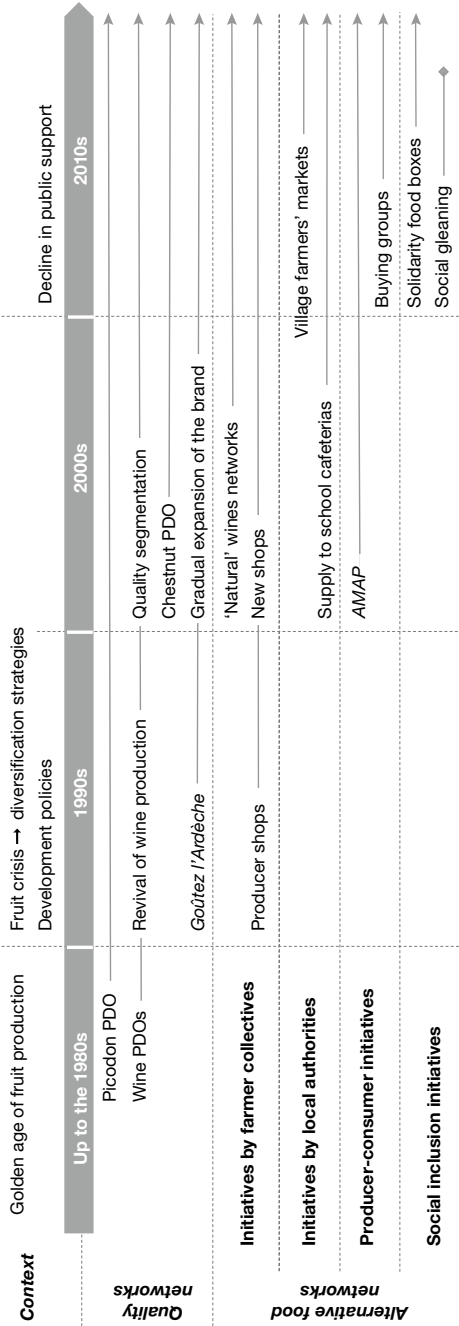 Context
Golden age of fruit production
Fruit crisis → diversification strategies
Development policies
Decline in public support
Up to the 1980s
1990s
2000s
2010s
Quality
networks
Picodon PDO
Wine PDOs
Revival of wine production
Quality segmentation
Chestnut PDO
Goûtez l’Ardèche
Gradual expansion of the brand
Alternative food
networks
Initiatives by farmer collectives
‘Natural’ wines networks
Producer shops
New shops
Initiatives by local authorities
Village farmers’ markets
Supply to school cafeterias
Producer-consumer initiatives
AMAP
Buying groups
Social inclusion initiatives
Solidarity food boxes
Social gleaning